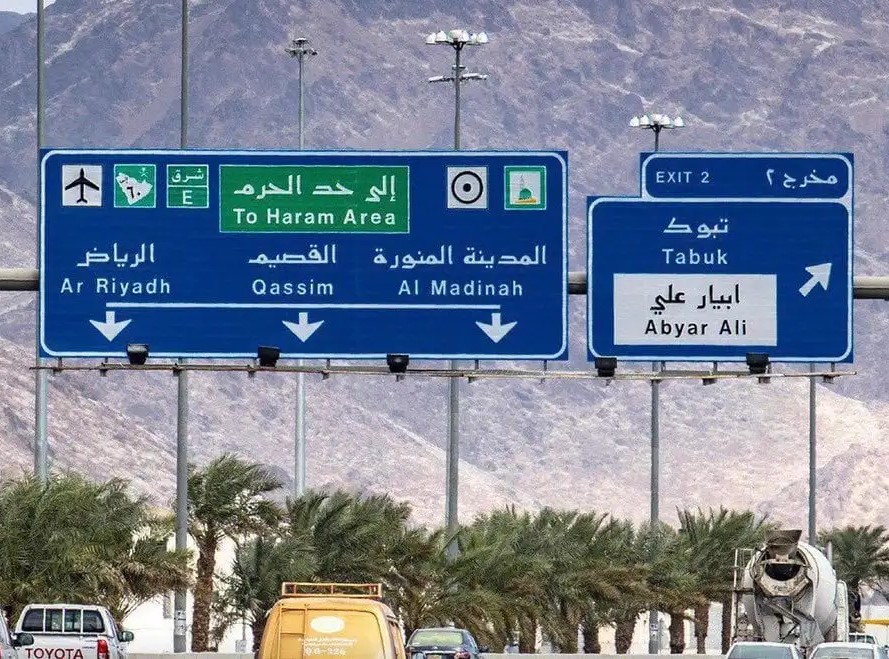 شرق
E
٦٠
إلى حد الحرم
To Haram Area
الرياض
Ar Riyadh
القصيم
Qassim
المدينة المنورة
Al Madinah
EXIT 2
مخرج ٢
تبوك
Tabuk
ابيار علي
Abyar Ali
TOYOTA